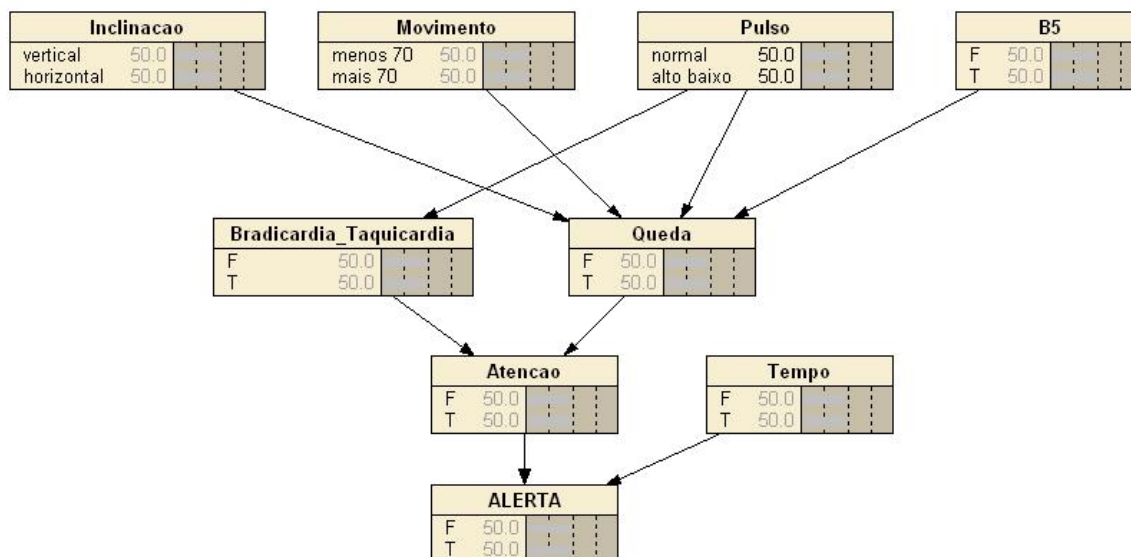 Inclinacao
vertical 50.0
horizontal 50.0
Movimento
menos 70 50.0
mais 70 50.0
Pulso
normal 50.0
alto baixo 50.0
B5
F 50.0
T 50.0
Bradicardia_Taquicardia
F 50.0
T 50.0
Queda
F 50.0
T 50.0
Atencao
F 50.0
T 50.0
Tempo
F 50.0
T 50.0
ALERTA
F 50.0
T 50.0